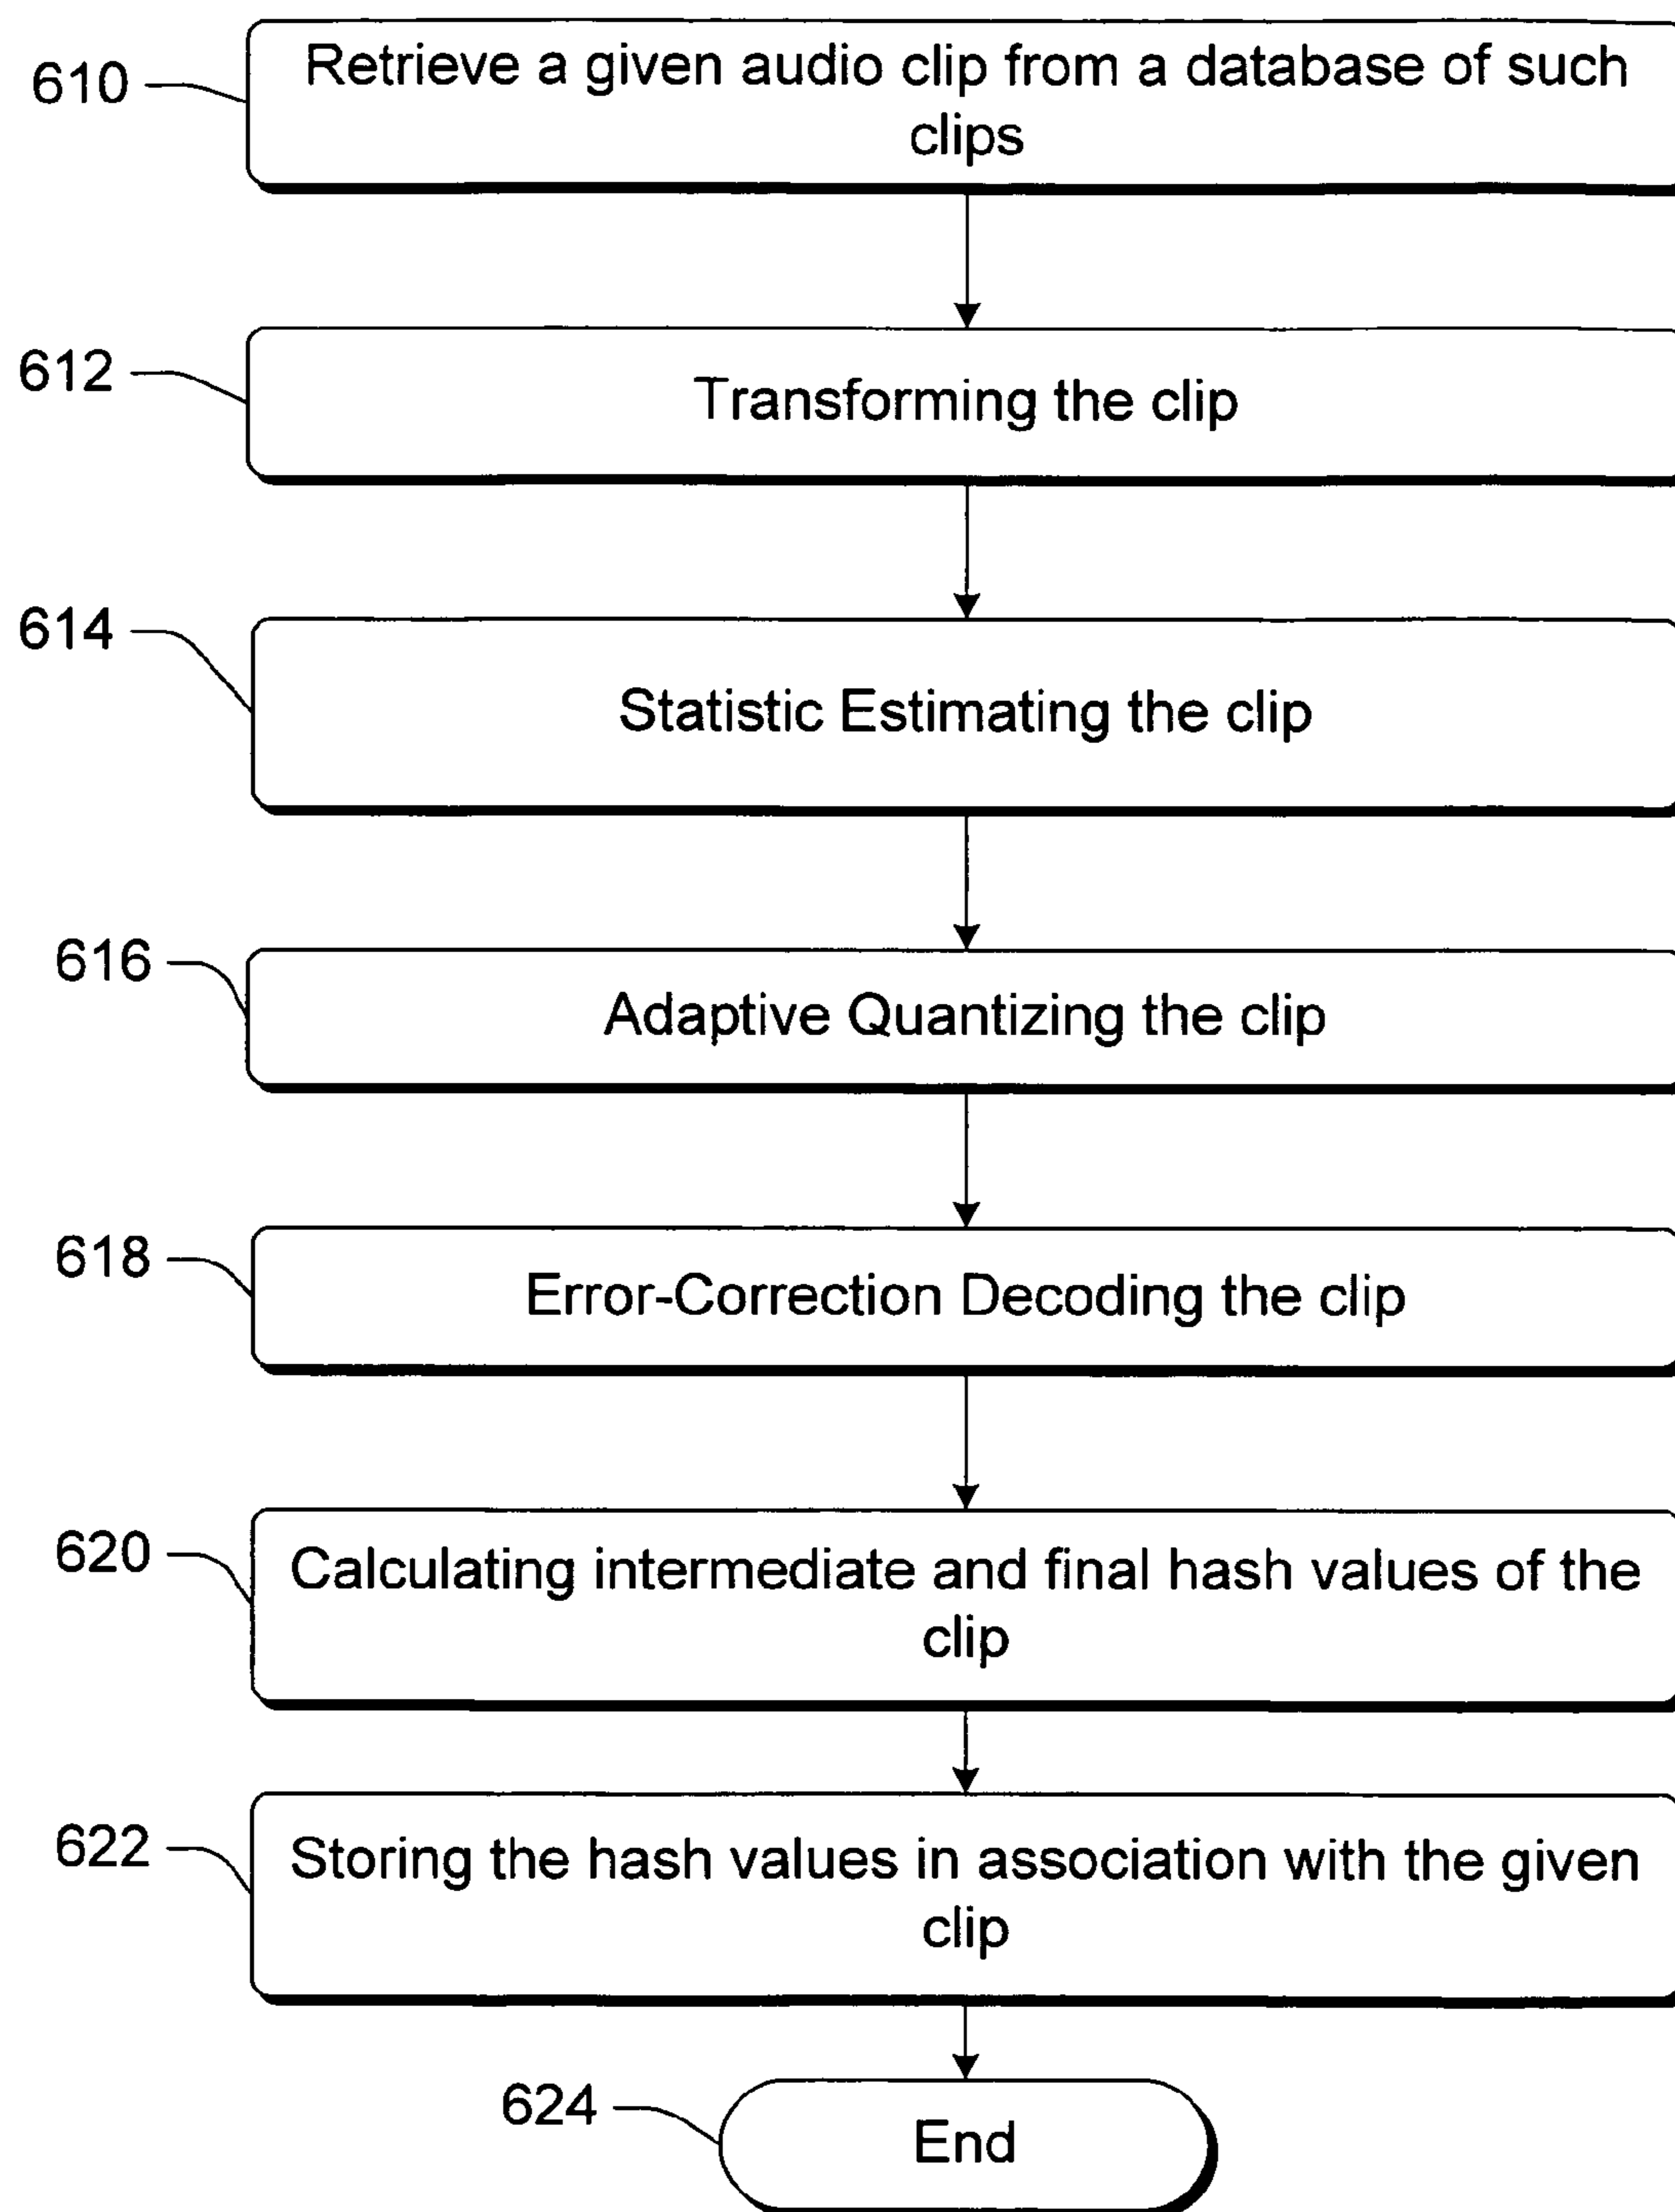 610
Retrieve a given audio clip from a database of such
clips
612
Transforming the clip
614
Statistic Estimating the clip
616
Adaptive Quantizing the clip
618
Error-Correction Decoding the clip
620
Calculating intermediate and final hash values of the
clip
622
Storing the hash values in association with the given
clip
624
End